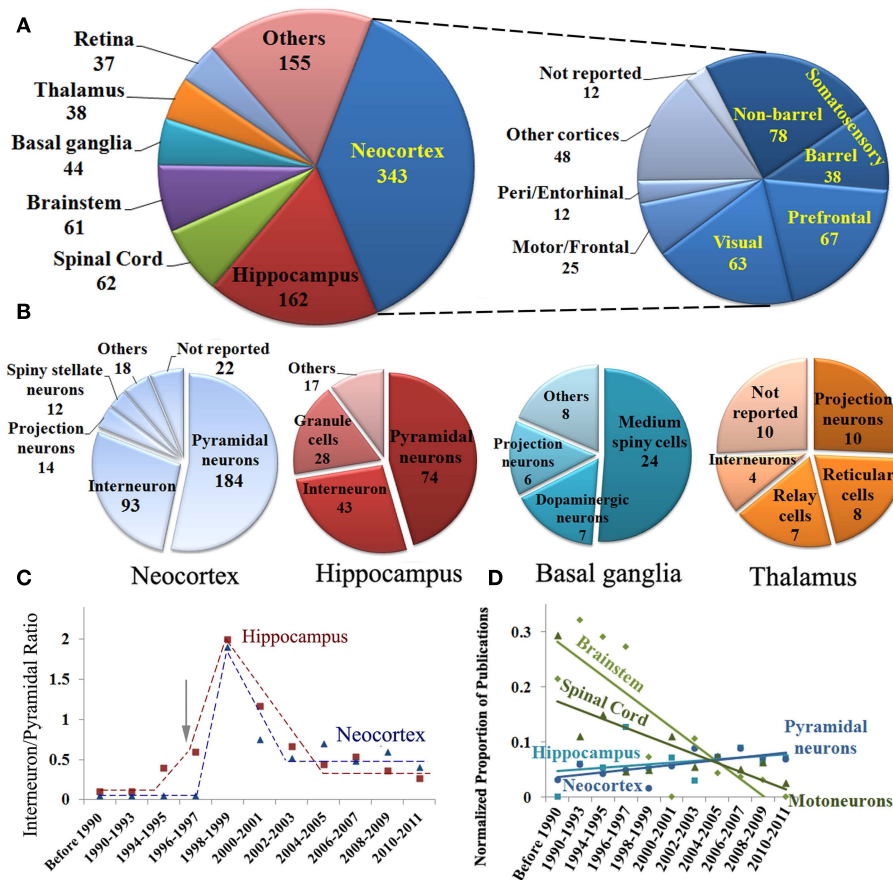 A
Others
155
Retina
37
Thalamus
38
Basal ganglia
44
Brainstem
61
Spinal Cord
62
Hippocampus
162
Neocortex
343
Not reported
12
Other cortices
48
Peri/Entorhinal
12
Motor/Frontal
25
Visual
63
Prefrontal
67
Barrel
38
Non-barrel
78
Somatosensory
B
Others
18
Not reported
22
Spiny stellate
neurons
12
Projection
neurons
14
Interneuron
93
Pyramidal
neurons
184
Neocortex
Others
17
Granule
cells
28
Interneuron
43
Pyramidal
neurons
74
Hippocampus
Others
8
Projection
neurons
6
Dopaminergic
neurons
7
Medium
spiny cells
24
Basal ganglia
Not
reported
10
Interneurons
4
Relay
cells
7
Reticular
cells
8
Projection
neurons
10
Thalamus
C
Interneuron/Pyramidal Ratio
2
1.5
1
0.5
0
Hippocampus
Neocortex
Before 1990
1990-1993
1994-1995
1996-1997
1998-1999
2000-2001
2002-2003
2004-2005
2006-2007
2008-2009
2010-2011
D
Normalized Proportion of Publications
0.3
0.2
0.1
0
Brainstem
Spinal Cord
Hippocampus
Neocortex
Pyramidal
neurons
Motoneurons
Before 1990
1990-1993
1994-1995
1996-1997
1998-1999
2000-2001
2002-2003
2004-2005
2006-2007
2008-2009
2010-2011